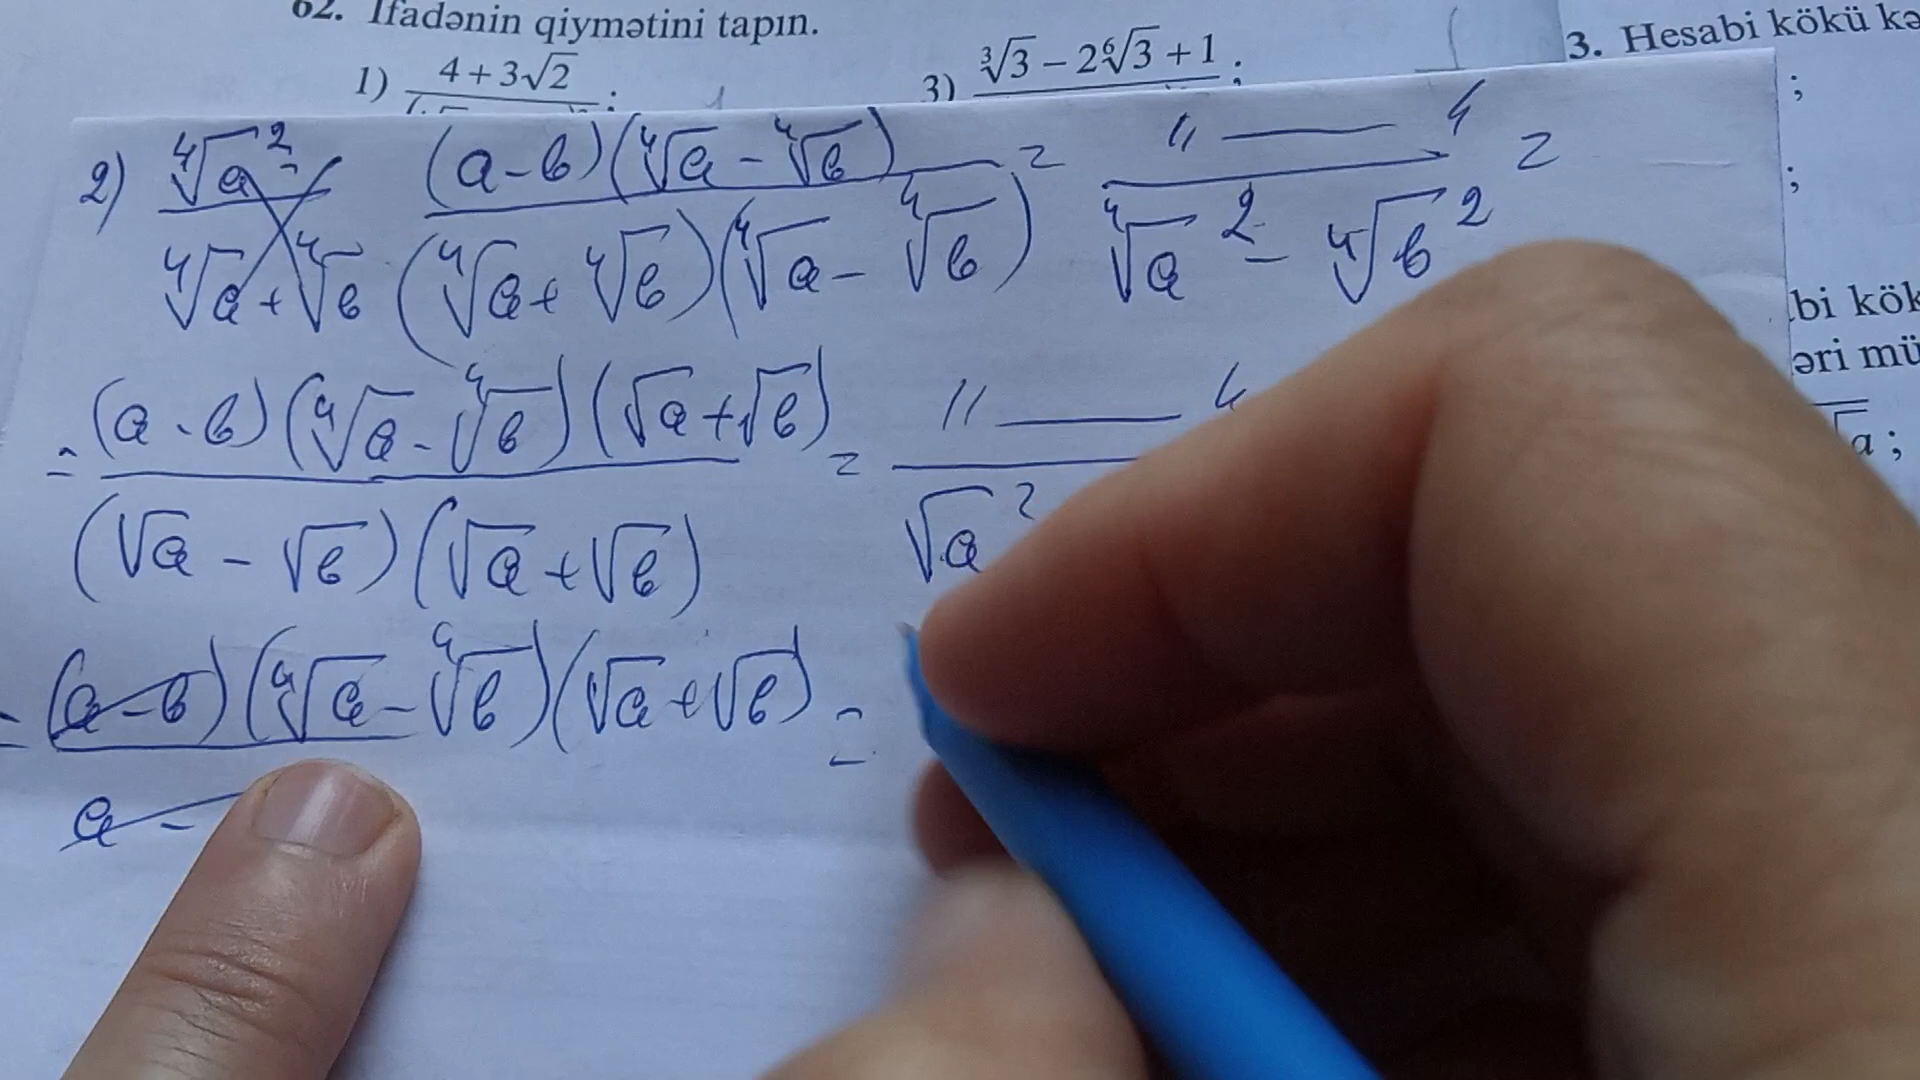 62. İfadənin qiymətini tapın.
1) 4+3√2 ;
3) ∛3 – 2⁶√3 + 1 ;
3. Hesabi kökü kə
;
;
bi kök
əri mü
√a ;
2) ⁴√a² - / ⁴√a + ⁴√b (a-b)(⁴√a - ⁴√b) / (⁴√a + ⁴√b)(⁴√a - ⁴√b) = " — " / ⁴√a² - ⁴√b² =
= (a-b)(⁴√a - ⁴√b)(√a + √b) / (√a - √b)(√a + √b) = " — " / √a²
= (a-b)(⁴√a - ⁴√b)(√a + √b) / a - =